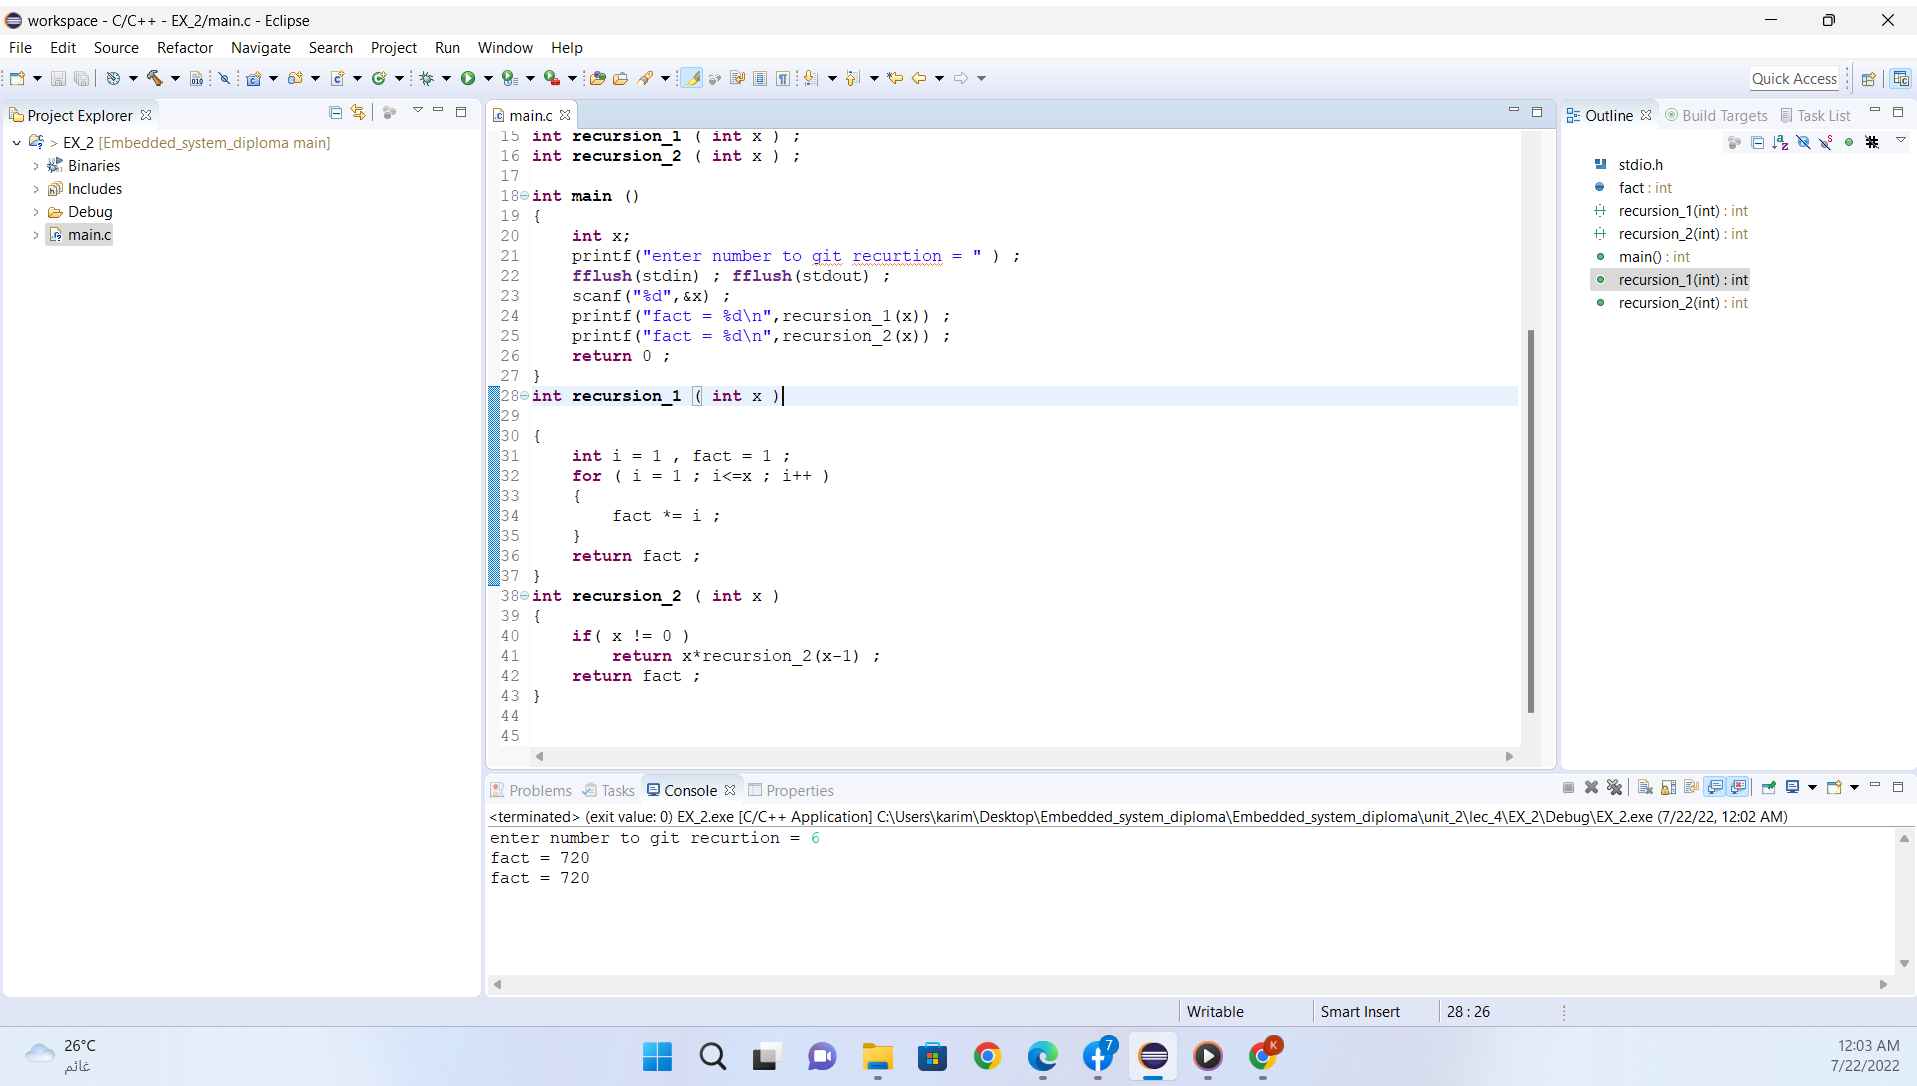 workspace - C/C++ - EX_2/main.c - Eclipse
File Edit Source Refactor Navigate Search Project Run Window Help
Quick Access
Project Explorer
> EX_2 [Embedded_system_diploma main]
Binaries
Includes
Debug
main.c
main.c
15 int recursion_1 ( int x ) ;
16 int recursion_2 ( int x ) ;
17
18 int main ()
19 {
20     int x;
21     printf("enter number to git recurtion = " ) ;
22     fflush(stdin) ; fflush(stdout) ;
23     scanf("%d",&x) ;
24     printf("fact = %d\n",recursion_1(x)) ;
25     printf("fact = %d\n",recursion_2(x)) ;
26     return 0 ;
27 }
28 int recursion_1 ( int x )
29
30 {
31     int i = 1 , fact = 1 ;
32     for ( i = 1 ; i<=x ; i++ )
33     {
34         fact *= i ;
35     }
36     return fact ;
37 }
38 int recursion_2 ( int x )
39 {
40     if( x != 0 )
41         return x*recursion_2(x-1) ;
42     return fact ;
43 }
44
45
Outline Build Targets Task List
stdio.h
fact : int
recursion_1(int) : int
recursion_2(int) : int
main() : int
recursion_1(int) : int
recursion_2(int) : int
Problems Tasks Console Properties
<terminated> (exit value: 0) EX_2.exe [C/C++ Application] C:\Users\karim\Desktop\Embedded_system_diploma\Embedded_system_diploma\unit_2\lec_4\EX_2\Debug\EX_2.exe (7/22/22, 12:02 AM)
enter number to git recurtion = 6
fact = 720
fact = 720
Writable Smart Insert 28 : 26
26°C
غائم
7
K
12:03 AM
7/22/2022